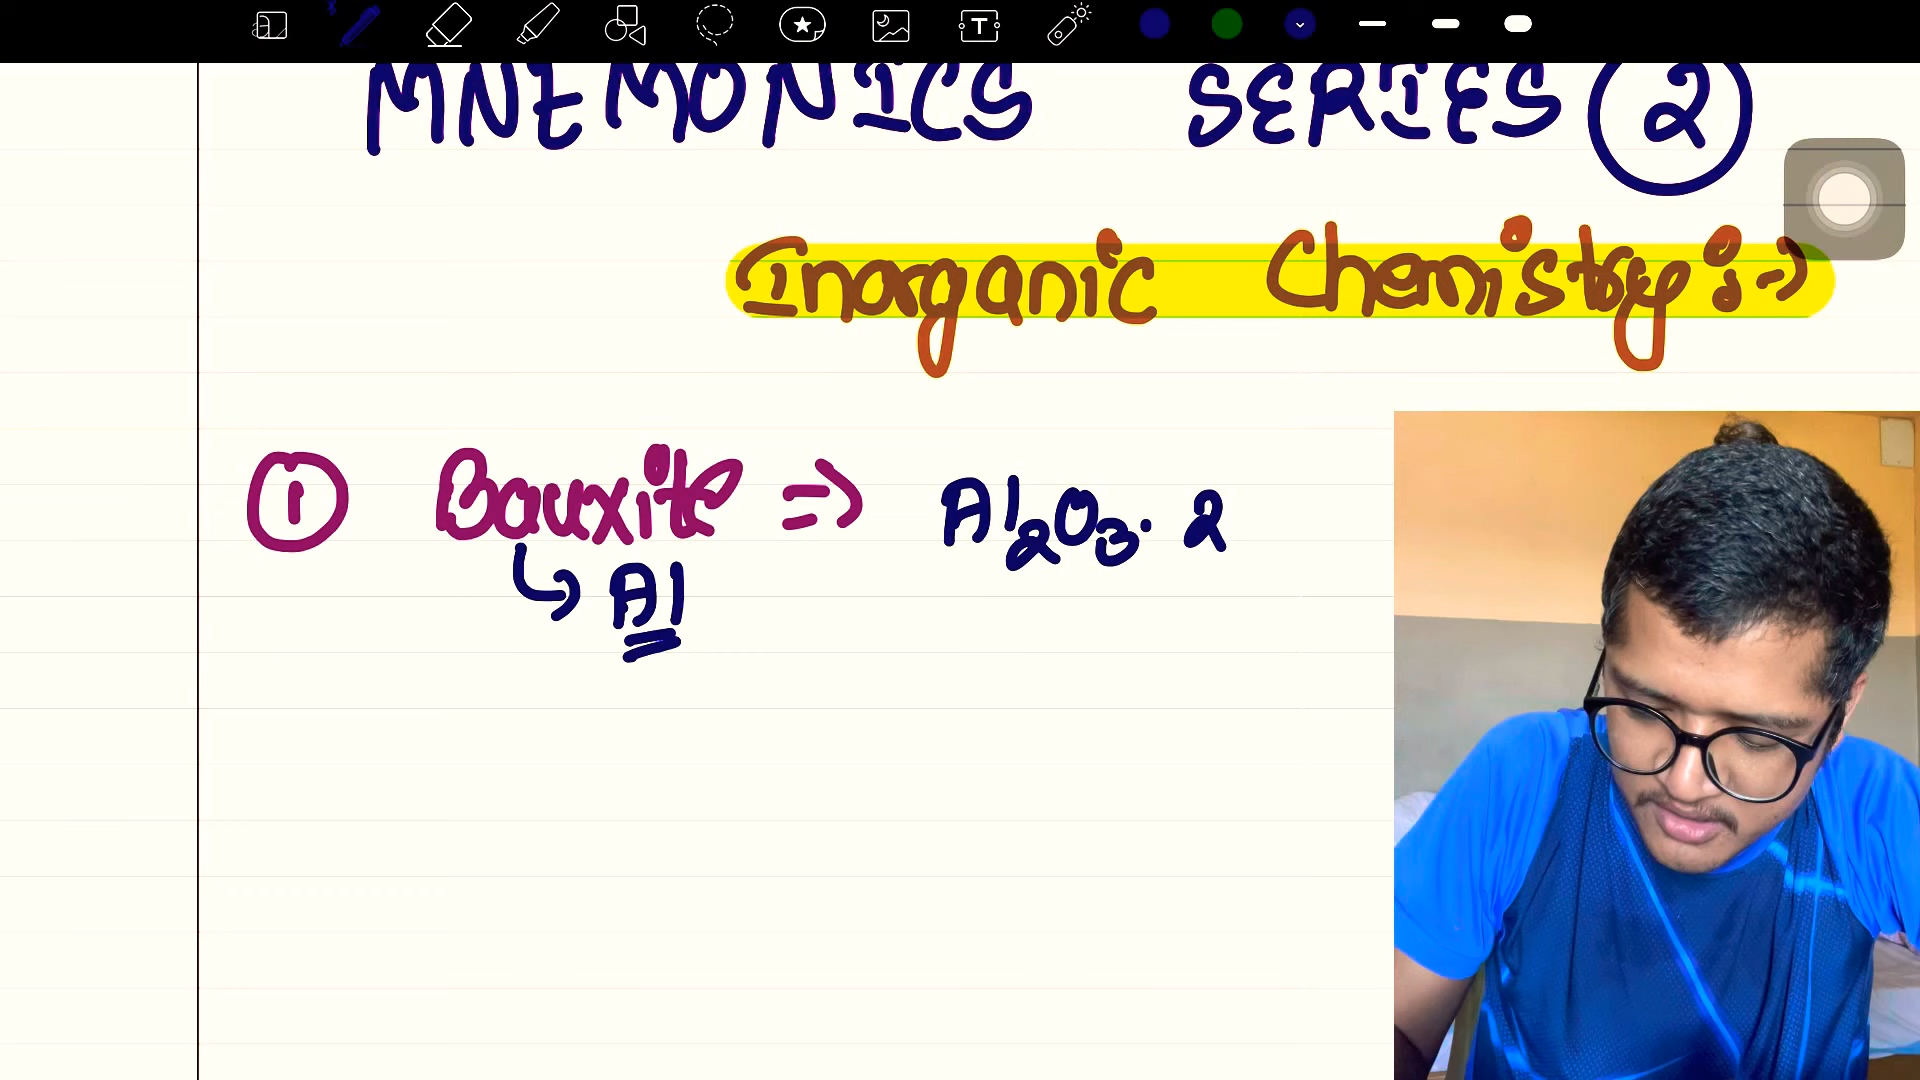 MNEMONICS SERIES 2
Inorganic Chemistry :->
1 Bauxite => Al₂O₃. 2
↳ Al